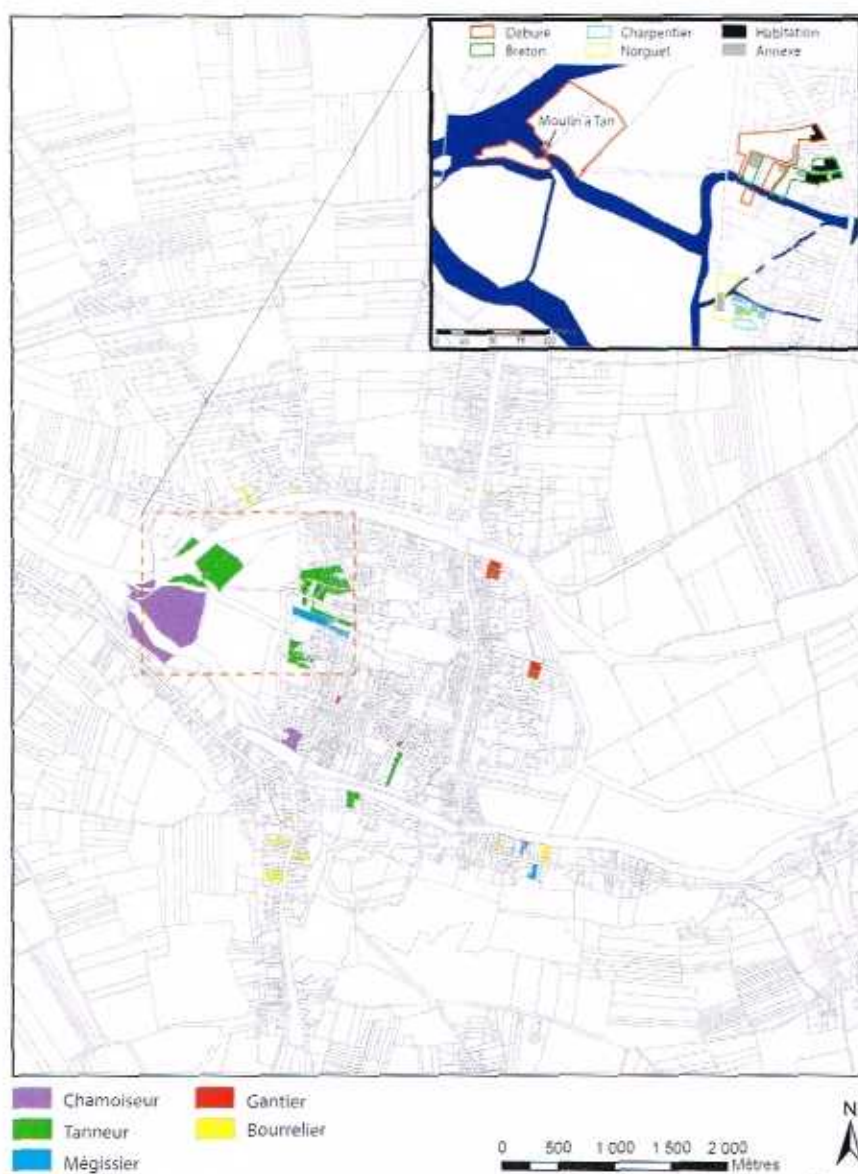 Debure Charpentier Habitation
Breton Norguet Annexe
Moulin à Tan
Chamoiseur Gantier
Tanneur Bourrelier
Mégissier
N
0 500 1 000 1 500 2 000
Mètres